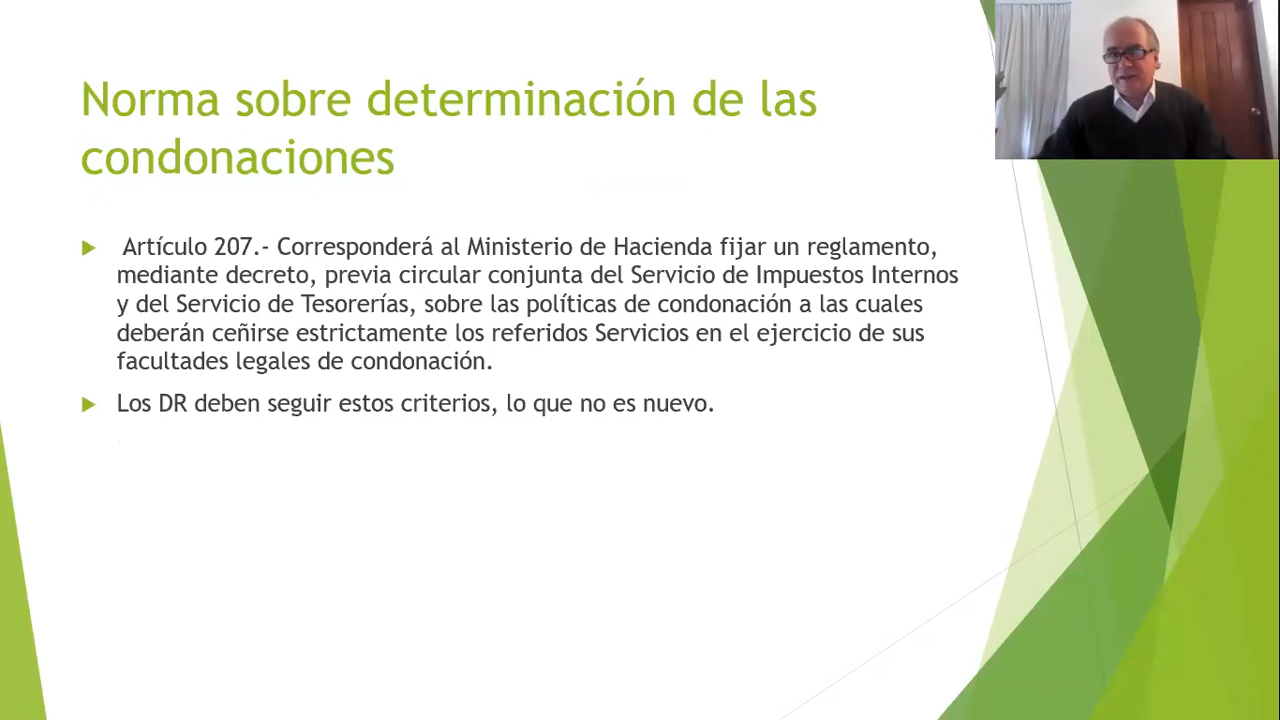 Norma sobre determinación de las
condonaciones
Artículo 207.- Corresponderá al Ministerio de Hacienda fijar un reglamento,
mediante decreto, previa circular conjunta del Servicio de Impuestos Internos
y del Servicio de Tesorerías, sobre las políticas de condonación a las cuales
deberán ceñirse estrictamente los referidos Servicios en el ejercicio de sus
facultades legales de condonación.
Los DR deben seguir estos criterios, lo que no es nuevo.